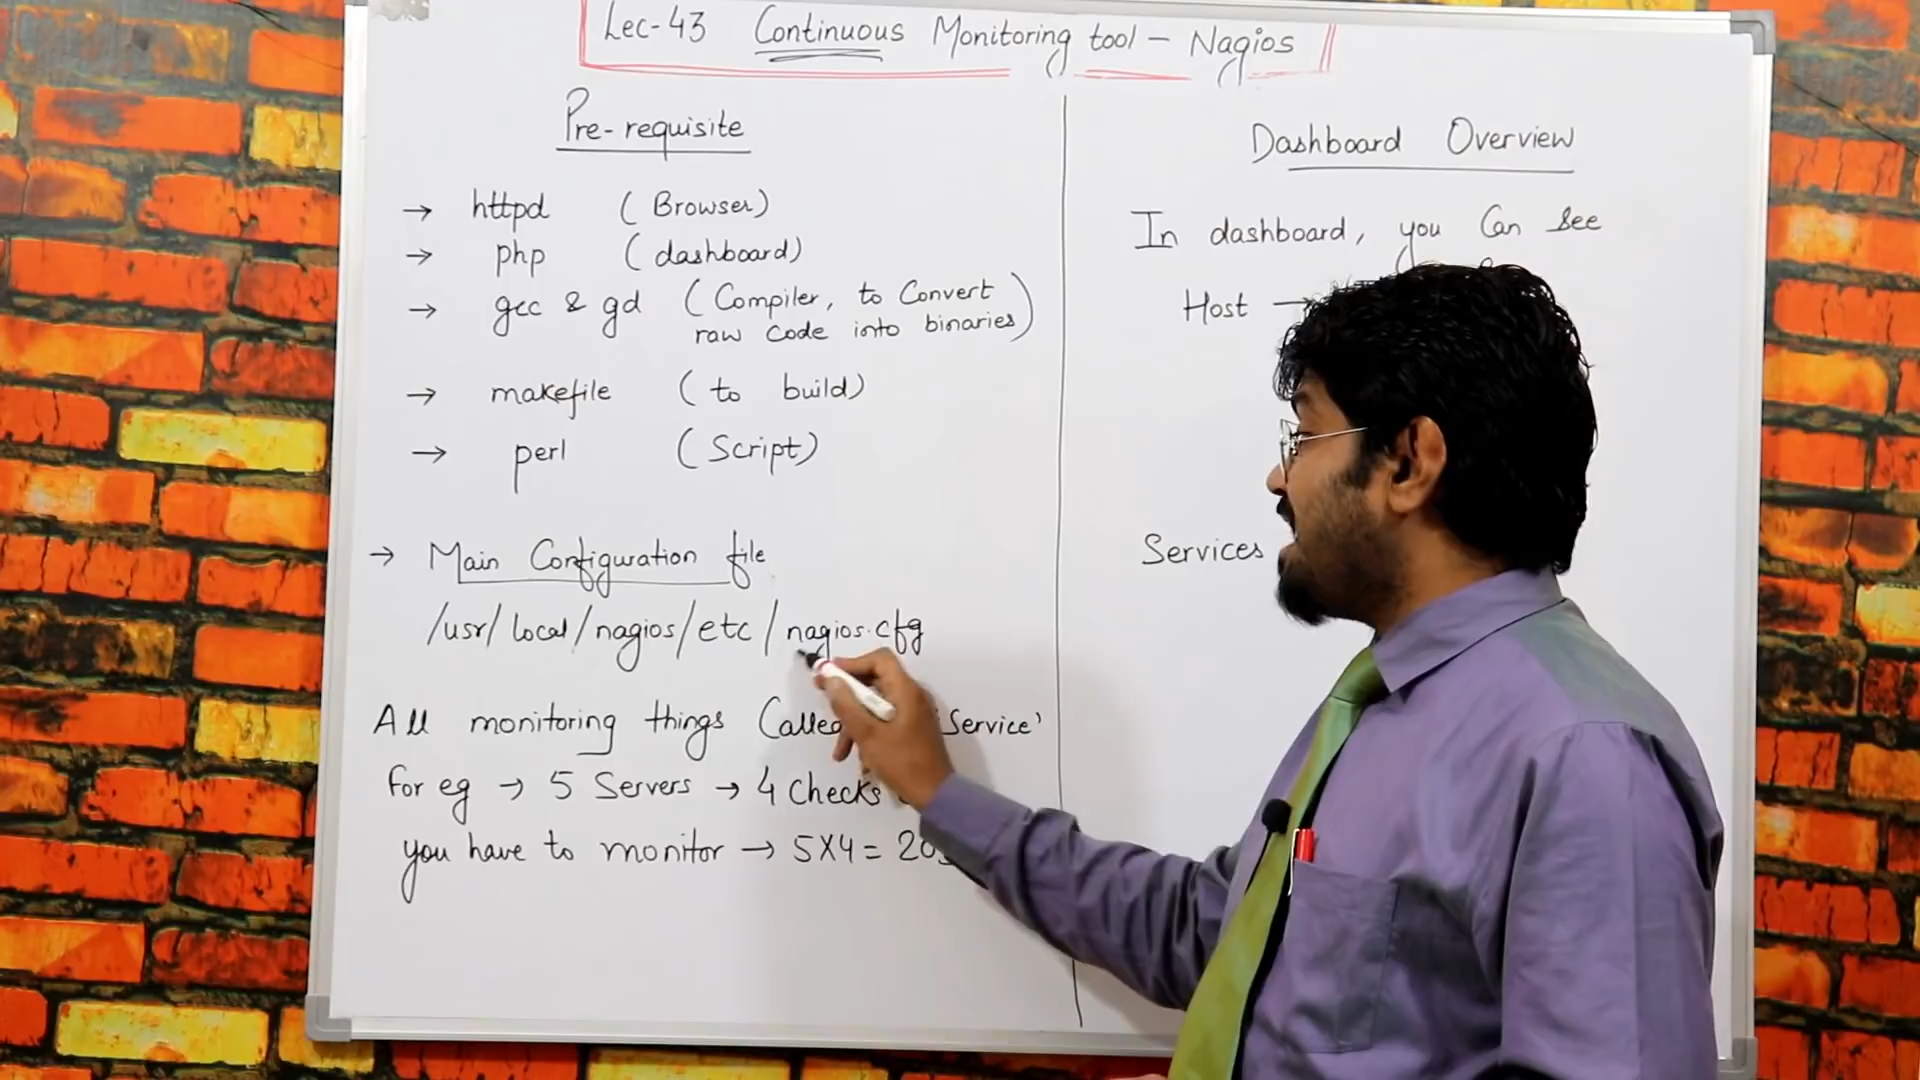 Lec-43 Continuous Monitoring tool - Nagios
Pre-requisite
→ httpd (Browser)
→ php (dashboard)
→ gcc & gd (Compiler, to Convert
raw code into binaries)
→ makefile (to build)
→ perl (Script)
→ Main Configuration file
/usr/local/nagios/etc/nagios.cfg
All monitoring things Called Service'
For eg → 5 Servers → 4 Checks
you have to monitor → 5X4 = 20
Dashboard Overview
In dashboard, you Can See
Host →
Services